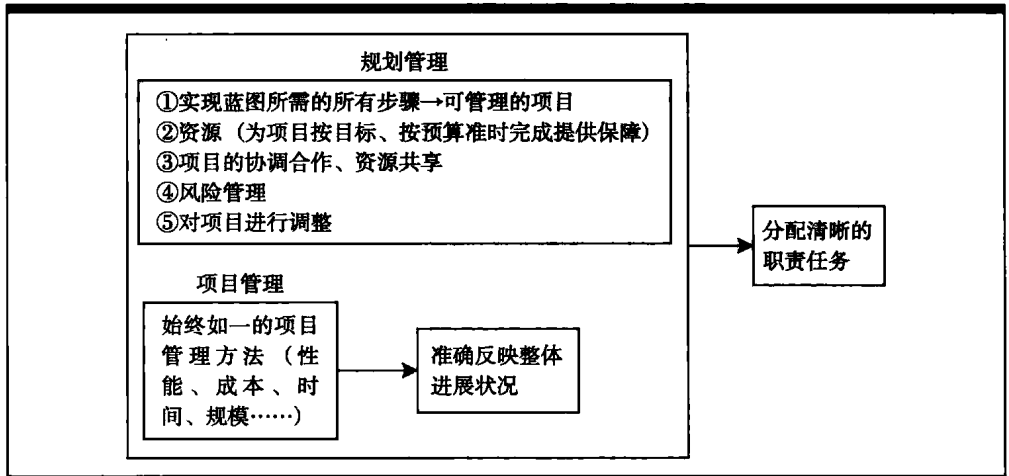 规划管理
①实现蓝图所需的所有步骤→可管理的项目
②资源（为项目按目标、按预算准时完成提供保障）
③项目的协调合作、资源共享
④风险管理
⑤对项目进行调整
分配清晰的
职责任务
项目管理
始终如一的项目
管理方法（性
能、成本、时
间、规模……）
准确反映整体
进展状况